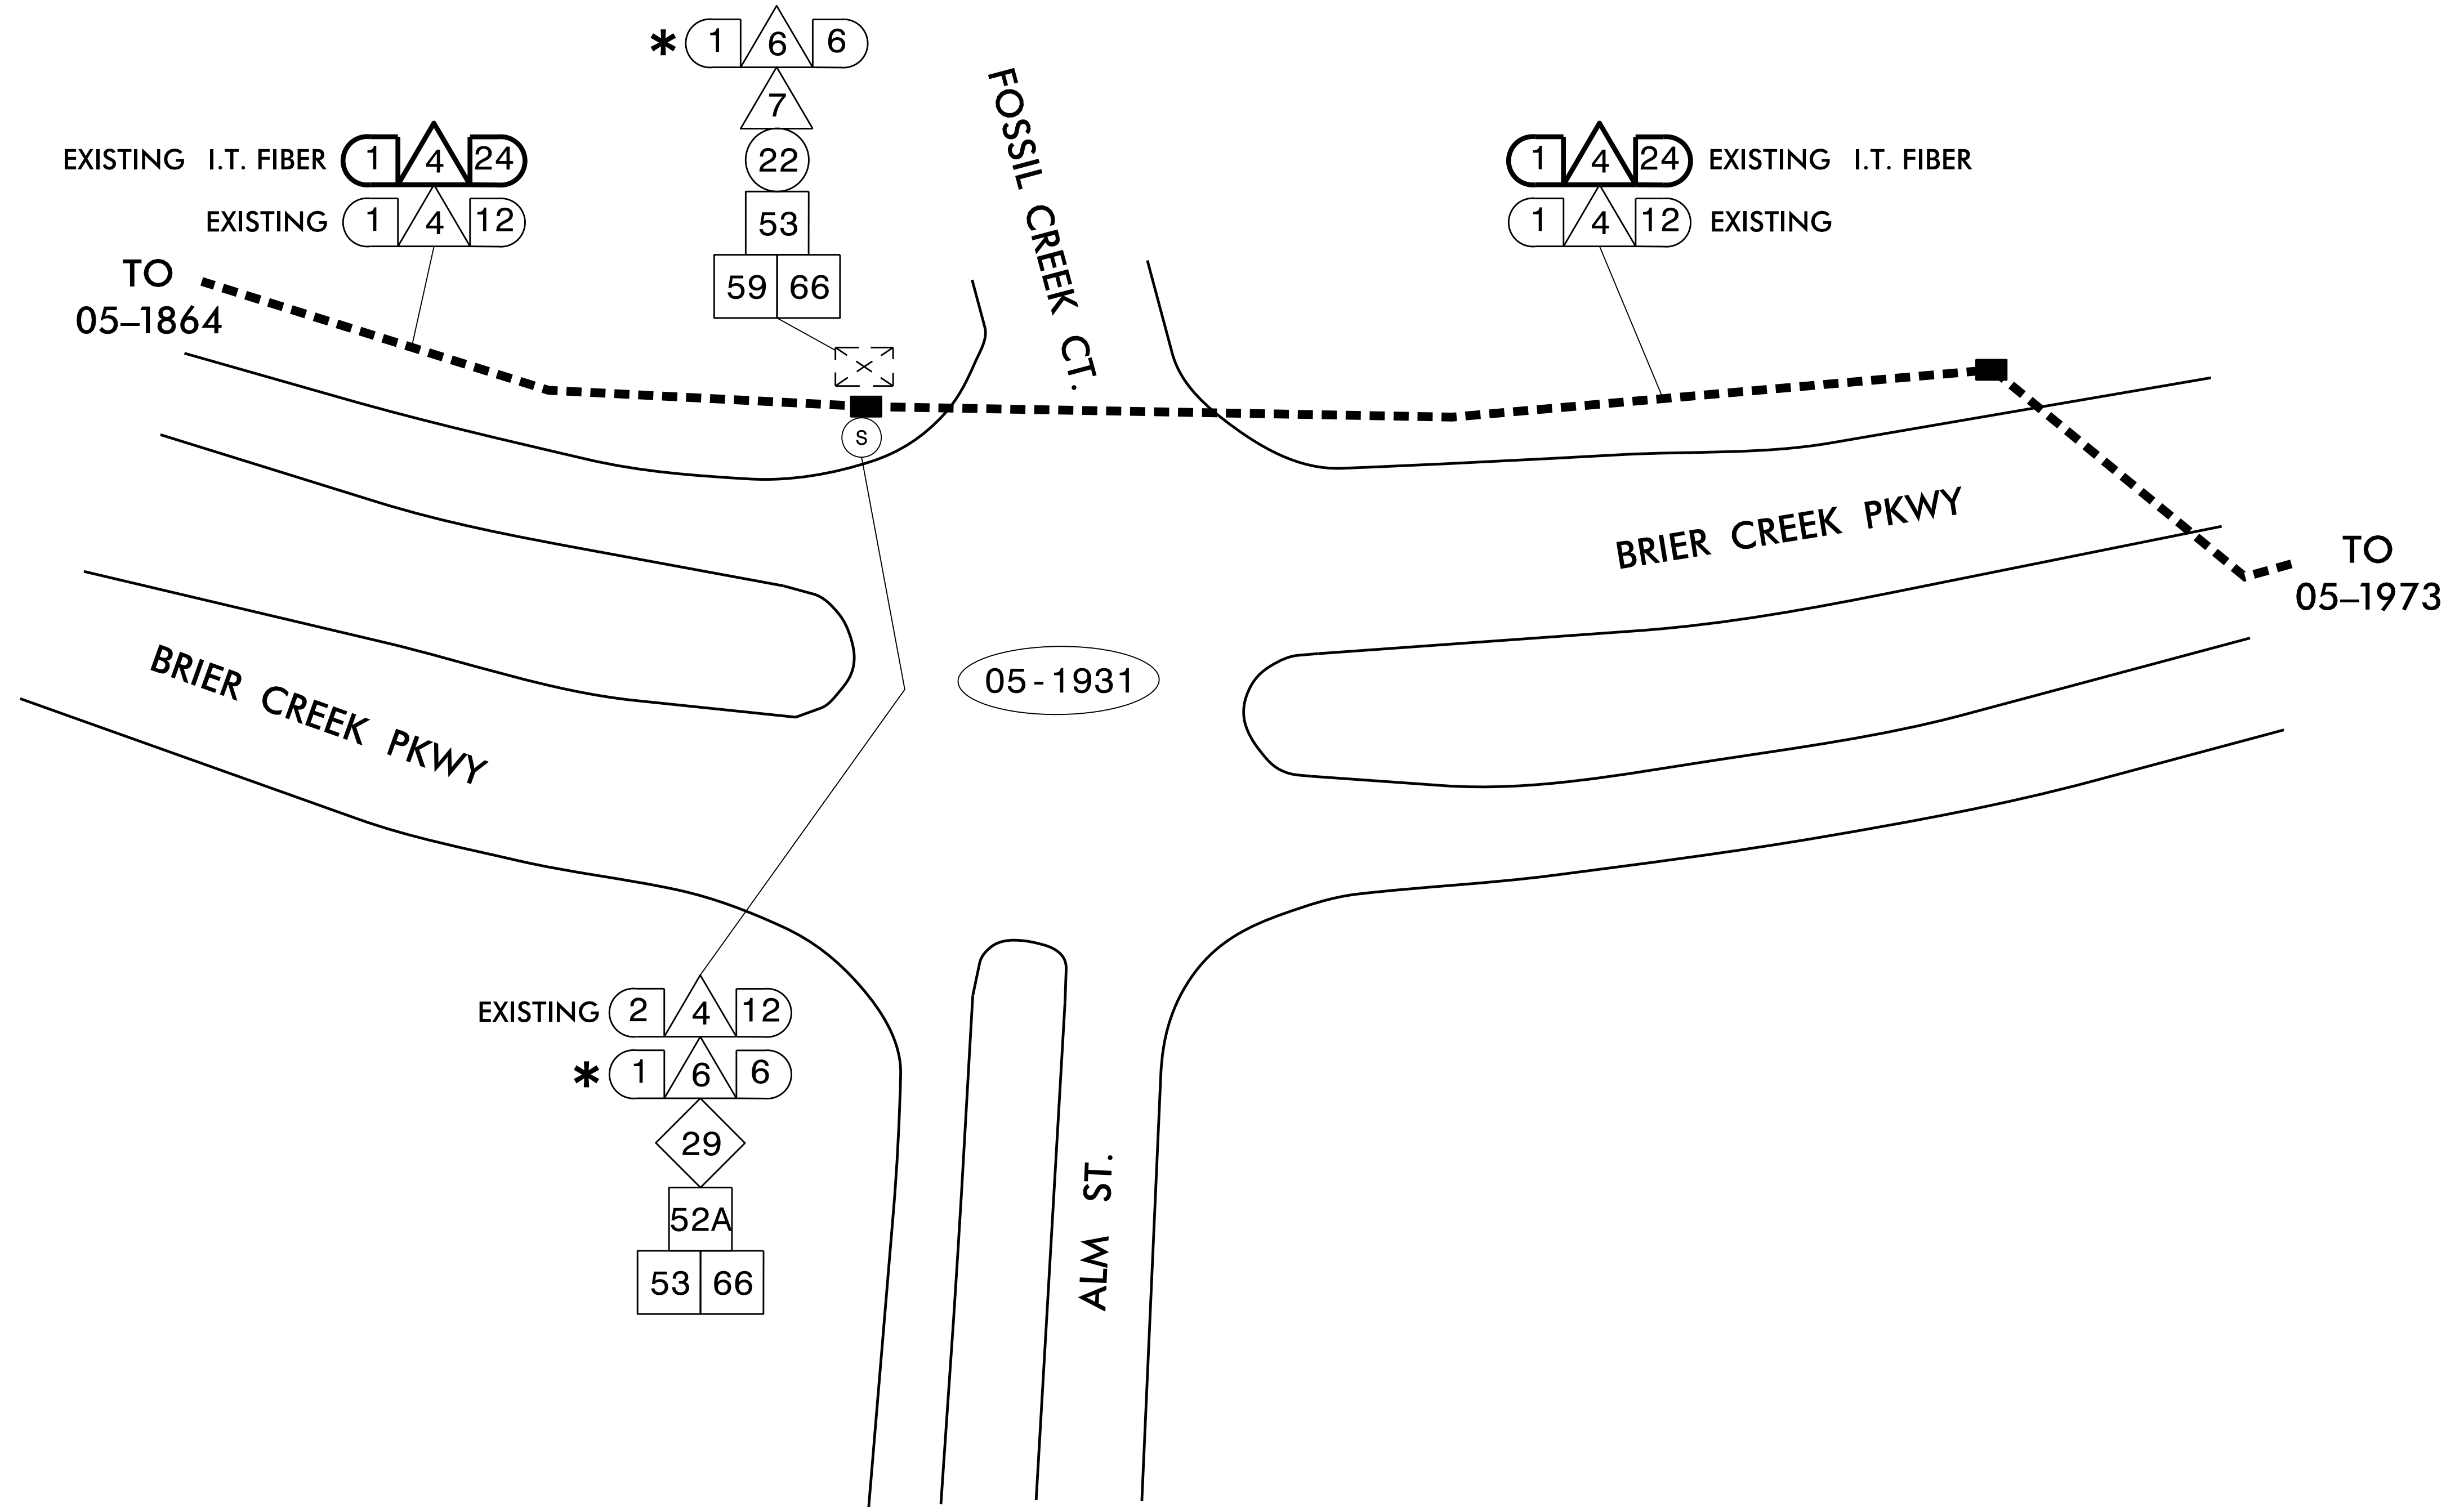 * 1 6 6
7
22
53
59 66
FOSSIL CREEK CT.
EXISTING I.T. FIBER 1 4 24
EXISTING 1 4 12
1 4 24 EXISTING I.T. FIBER
1 4 12 EXISTING
TO
05–1864
S
BRIER CREEK PKWY
TO
05–1973
05-1931
BRIER CREEK PKWY
EXISTING 2 4 12
* 1 6 6
29
52A
53 66
ALM ST.